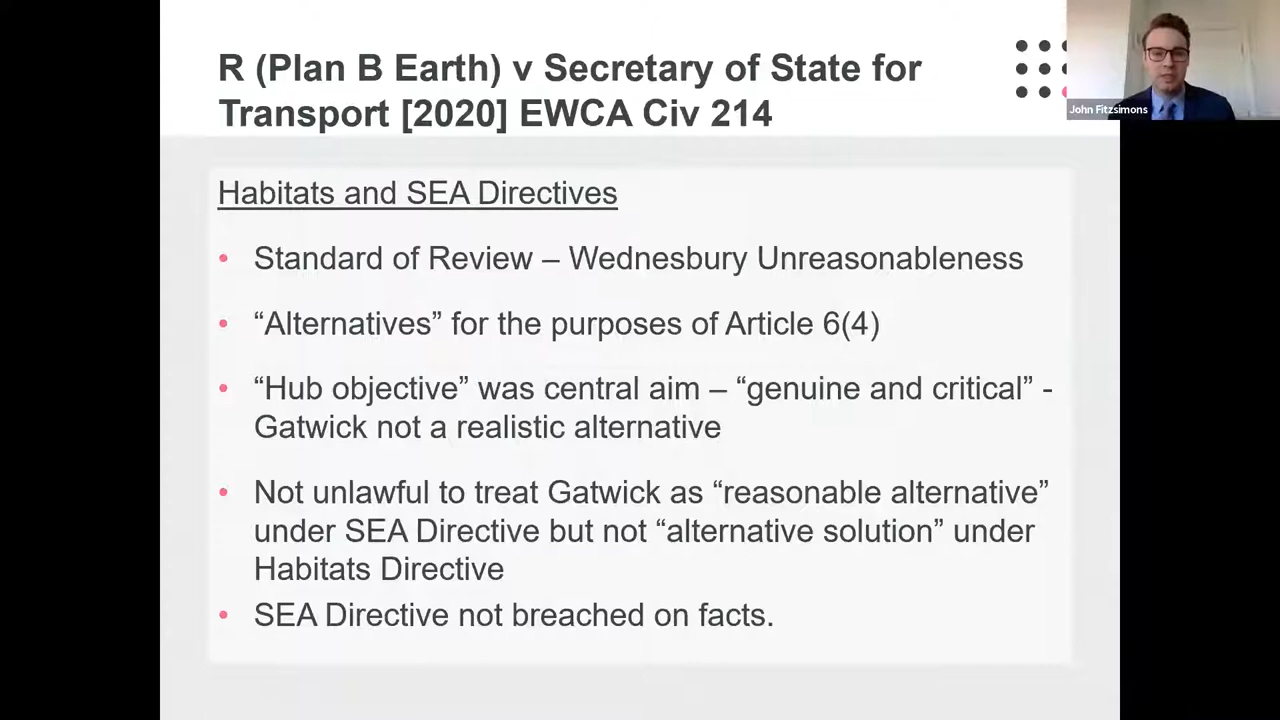 R (Plan B Earth) v Secretary of State for
Transport [2020] EWCA Civ 214
John Fitzsimons
Habitats and SEA Directives
• Standard of Review – Wednesbury Unreasonableness
• “Alternatives” for the purposes of Article 6(4)
• “Hub objective” was central aim – “genuine and critical” -
Gatwick not a realistic alternative
• Not unlawful to treat Gatwick as “reasonable alternative”
under SEA Directive but not “alternative solution” under
Habitats Directive
• SEA Directive not breached on facts.